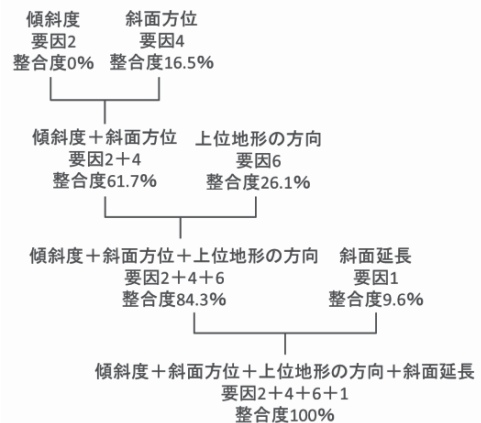 傾斜度
要因2
整合度0%
斜面方位
要因4
整合度16.5%
傾斜度＋斜面方位
要因2＋4
整合度61.7%
上位地形の方向
要因6
整合度26.1%
傾斜度＋斜面方位＋上位地形の方向
要因2＋4＋6
整合度84.3%
斜面延長
要因1
整合度9.6%
傾斜度＋斜面方位＋上位地形の方向＋斜面延長
要因2＋4＋6＋1
整合度100%